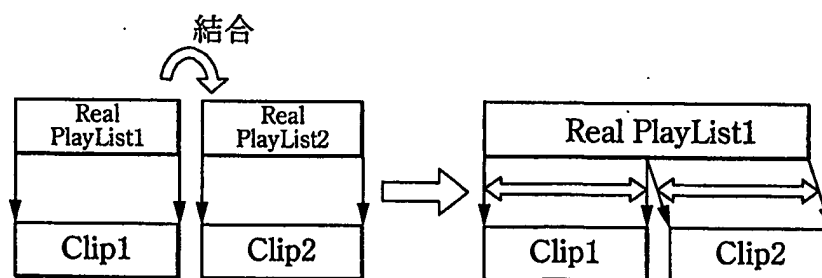 結合
Real
PlayList1
Real
PlayList2
Real PlayList1
Clip1
Clip2
Clip1
Clip2